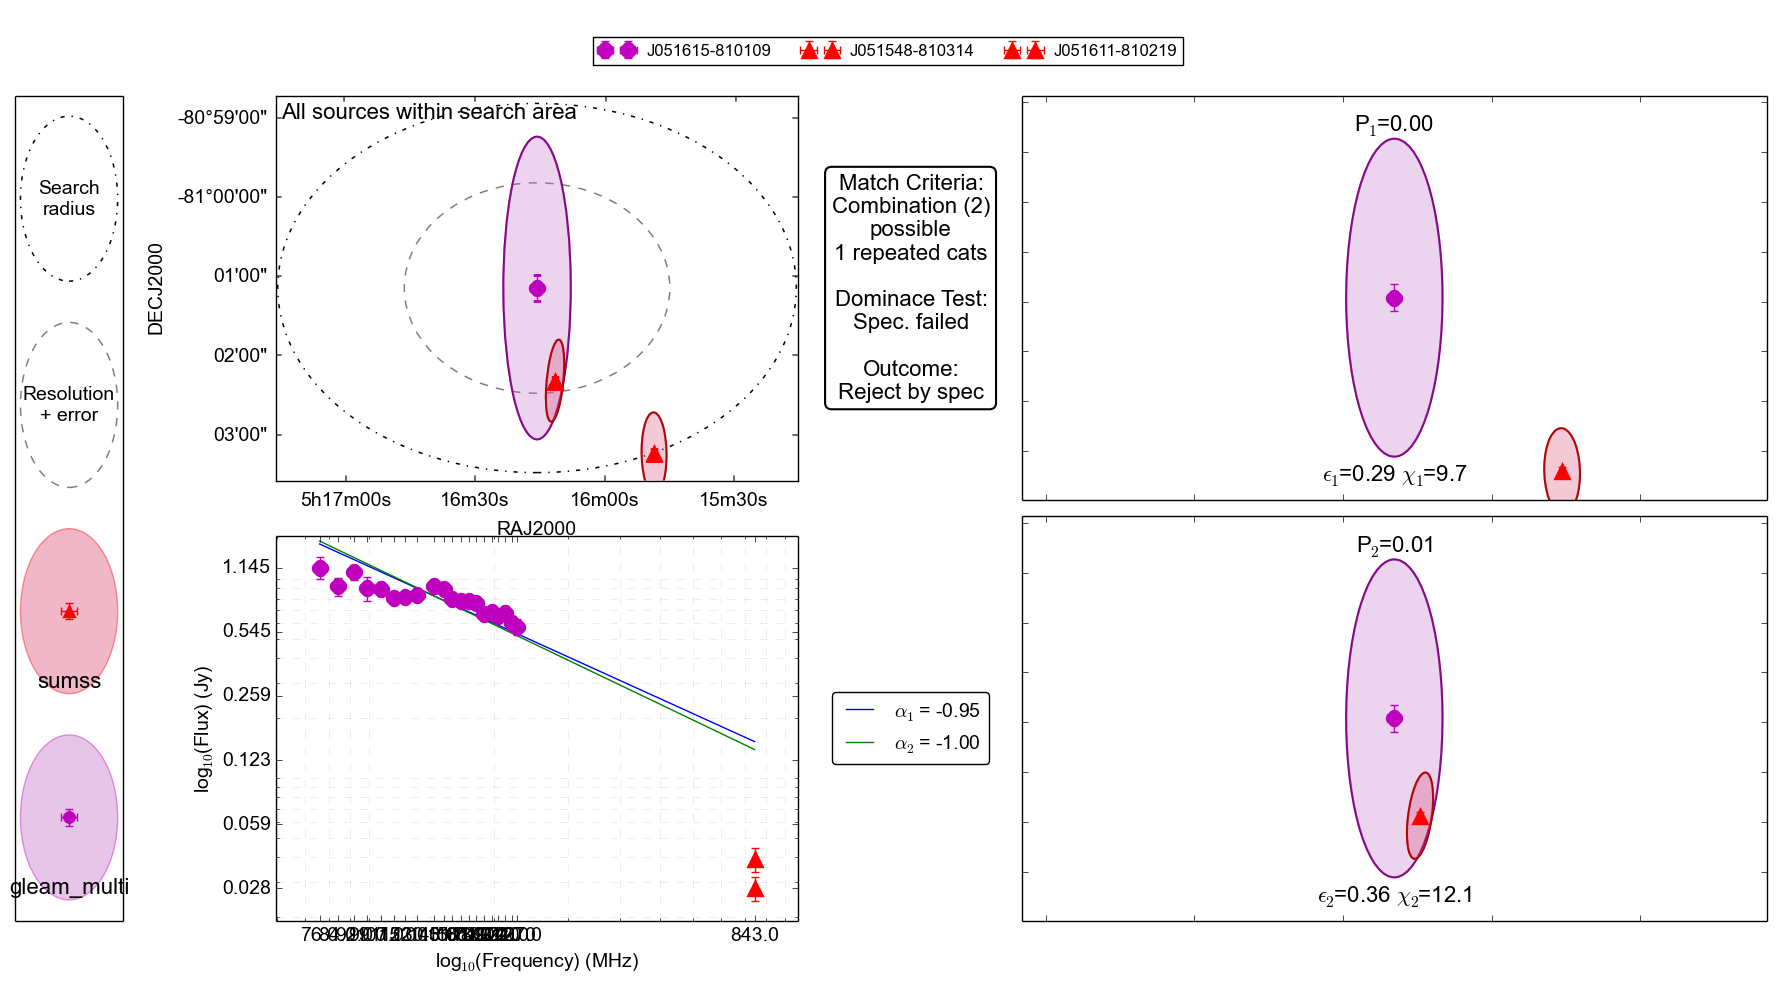 J051615-810109
J051548-810314
J051611-810219
Search
radius
Resolution
+ error
sumss
gleam_multi
All sources within search area
-80°59'00"
-81°00'00"
01'00"
02'00"
03'00"
DECJ2000
5h17m00s
16m30s
16m00s
15m30s
RAJ2000
Match Criteria:
Combination (2)
possible
1 repeated cats
Dominace Test:
Spec. failed
Outcome:
Reject by spec
P₁=0.00
ϵ₁=0.29 χ₁=9.7
1.145
0.545
0.259
0.123
0.059
0.028
log₁₀(Flux) (Jy)
843.0
log₁₀(Frequency) (MHz)
α₁ = -0.95
α₂ = -1.00
P₂=0.01
ϵ₂=0.36 χ₂=12.1